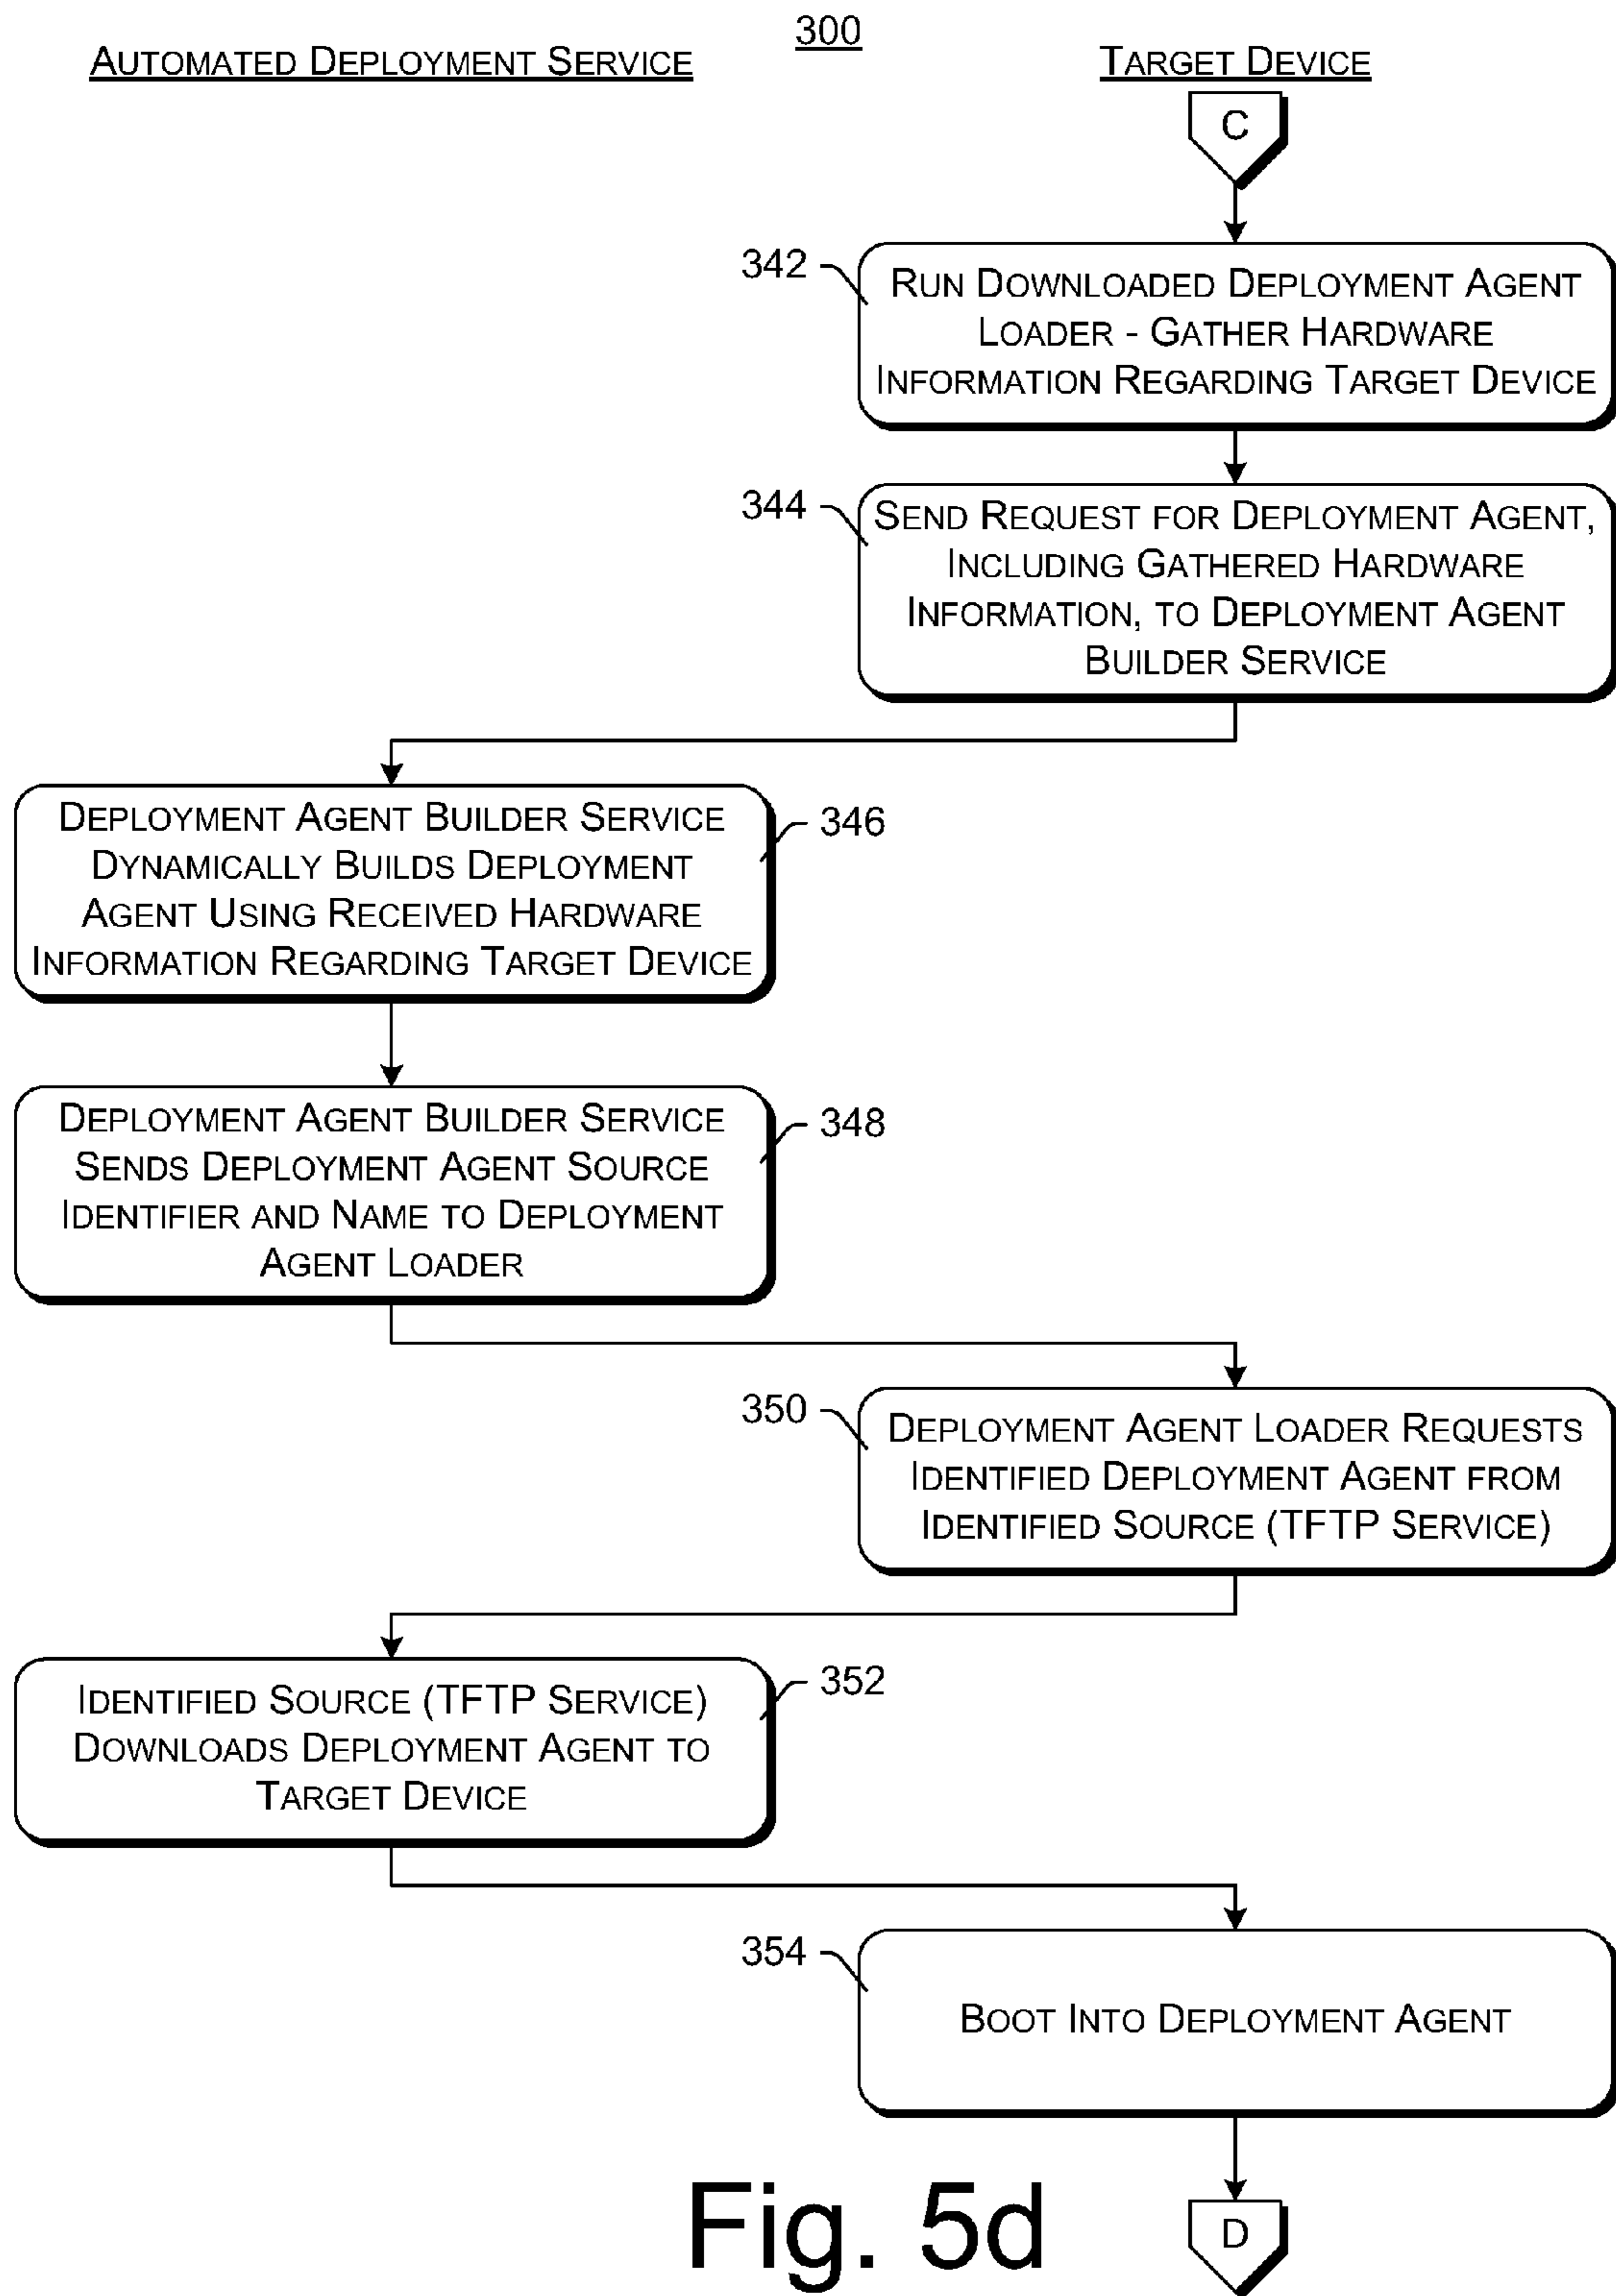 300
AUTOMATED DEPLOYMENT SERVICE
TARGET DEVICE
C
342
RUN DOWNLOADED DEPLOYMENT AGENT
LOADER - GATHER HARDWARE
INFORMATION REGARDING TARGET DEVICE
344
SEND REQUEST FOR DEPLOYMENT AGENT,
INCLUDING GATHERED HARDWARE
INFORMATION, TO DEPLOYMENT AGENT
BUILDER SERVICE
DEPLOYMENT AGENT BUILDER SERVICE
DYNAMICALLY BUILDS DEPLOYMENT
AGENT USING RECEIVED HARDWARE
INFORMATION REGARDING TARGET DEVICE
346
DEPLOYMENT AGENT BUILDER SERVICE
SENDS DEPLOYMENT AGENT SOURCE
IDENTIFIER AND NAME TO DEPLOYMENT
AGENT LOADER
348
350
DEPLOYMENT AGENT LOADER REQUESTS
IDENTIFIED DEPLOYMENT AGENT FROM
IDENTIFIED SOURCE (TFTP SERVICE)
IDENTIFIED SOURCE (TFTP SERVICE)
DOWNLOADS DEPLOYMENT AGENT TO
TARGET DEVICE
352
354
BOOT INTO DEPLOYMENT AGENT
Fig. 5d
D